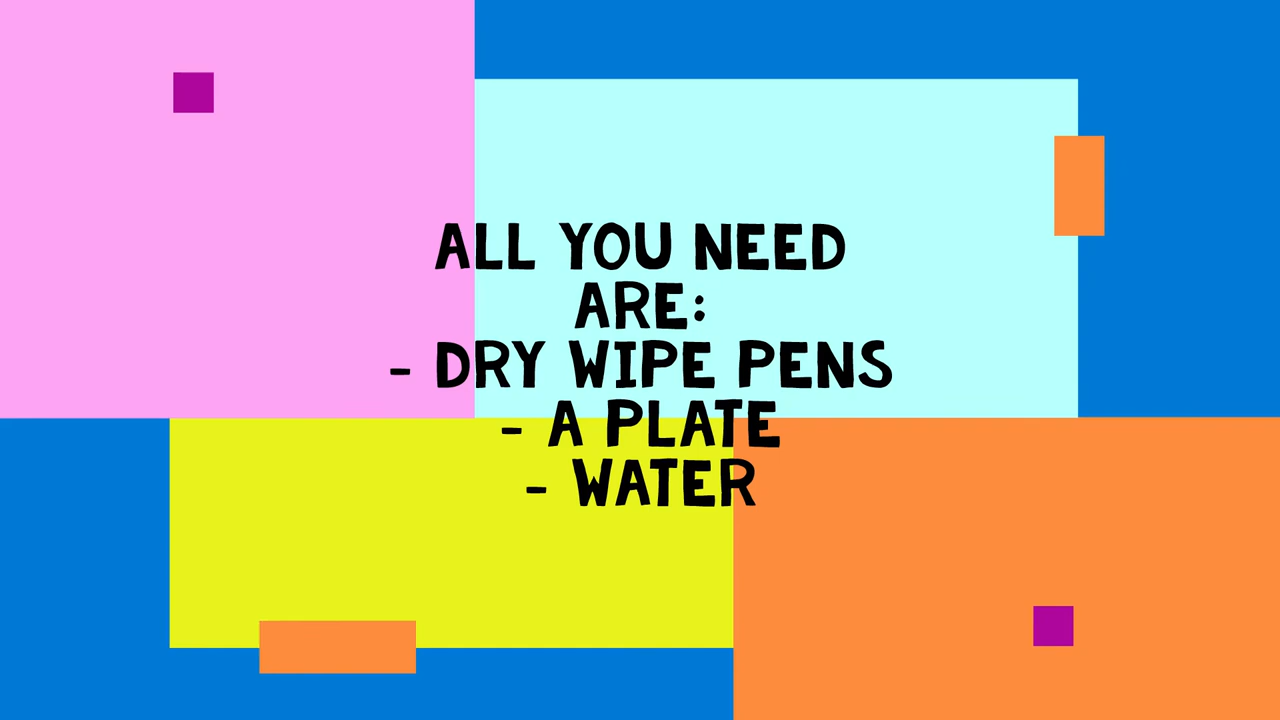 ALL YOU NEED
ARE:
- DRY WIPE PENS
- A PLATE
- WATER